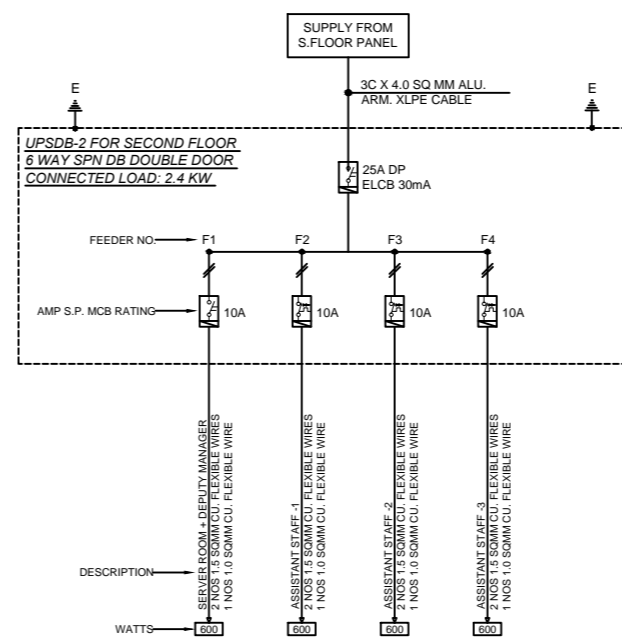 SUPPLY FROM
S.FLOOR PANEL
3C X 4.0 SQ MM ALU.
ARM. XLPE CABLE
E
E
UPSDB-2 FOR SECOND FLOOR
6 WAY SPN DB DOUBLE DOOR
CONNECTED LOAD: 2.4 KW
25A DP
ELCB 30mA
FEEDER NO.
F1
F2
F3
F4
AMP S.P. MCB RATING
10A
10A
10A
10A
SERVER ROOM + DEPUTY MANAGER
2 NOS 1.5 SQMM CU. FLEXIBLE WIRES
1 NOS 1.0 SQMM CU. FLEXIBLE WIRE
ASSISTANT STAFF -1
2 NOS 1.5 SQMM CU. FLEXIBLE WIRES
1 NOS 1.0 SQMM CU. FLEXIBLE WIRE
ASSISTANT STAFF -2
2 NOS 1.5 SQMM CU. FLEXIBLE WIRES
1 NOS 1.0 SQMM CU. FLEXIBLE WIRE
ASSISTANT STAFF -3
2 NOS 1.5 SQMM CU. FLEXIBLE WIRES
1 NOS 1.0 SQMM CU. FLEXIBLE WIRE
DESCRIPTION
WATTS
600
600
600
600